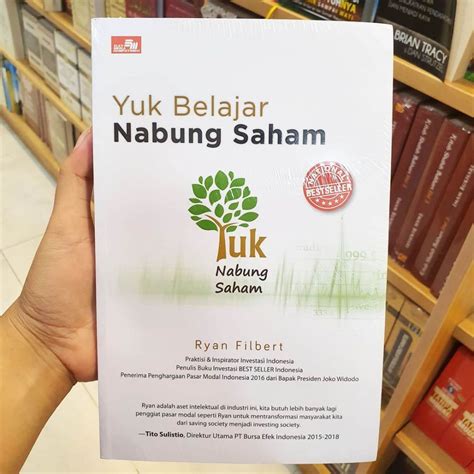 Yuk Belajar
Nabung Saham
NATIONAL
BESTSELLER
Yuk
Nabung
Saham
Ryan Filbert
Praktisi & Inspirator Investasi Indonesia
Penulis Buku Investasi BEST SELLER Indonesia
Penerima Penghargaan Pasar Modal Indonesia 2016 dari Bapak Presiden Joko Widodo
Ryan adalah aset intelektual di industri ini, kita butuh lebih banyak lagi
penggiat pasar modal seperti Ryan untuk mentransformasi masyarakat kita
dari saving society menjadi investing society.
—Tito Sulistio, Direktur Utama PT Bursa Efek Indonesia 2015-2018
BRIAN TRACY